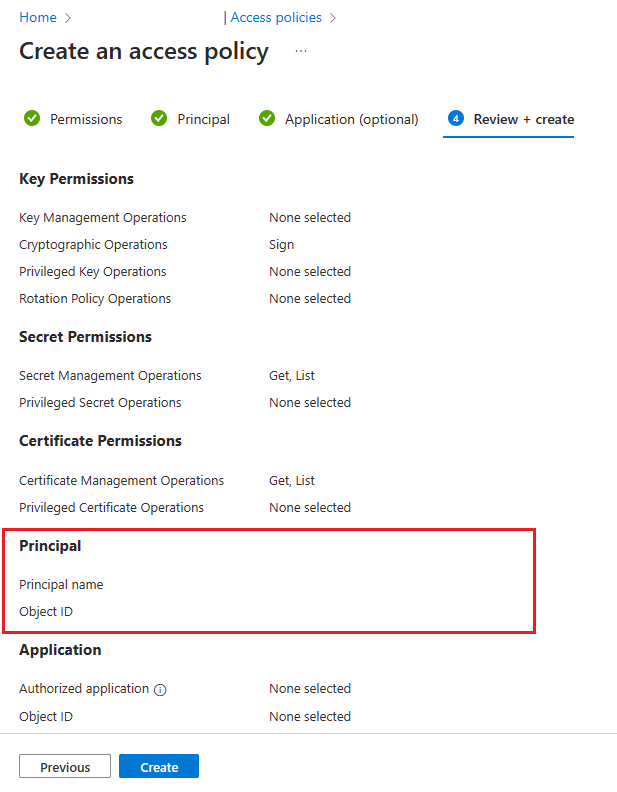 Home > | Access policies >
Create an access policy ...
Permissions Principal Application (optional) 4 Review + create
Key Permissions
Key Management Operations None selected
Cryptographic Operations Sign
Privileged Key Operations None selected
Rotation Policy Operations None selected
Secret Permissions
Secret Management Operations Get, List
Privileged Secret Operations None selected
Certificate Permissions
Certificate Management Operations Get, List
Privileged Certificate Operations None selected
Principal
Principal name
Object ID
Application
Authorized application None selected
Object ID None selected
Previous Create